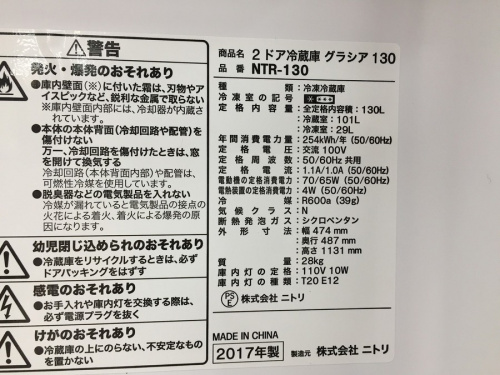 警告
発火・爆発のおそれあり
●庫内壁面(※)に付いた霜は、刃物やア
イスピックなど、鋭利な金属で取らない
※庫内壁面内部には、冷却器が内蔵さ
れています。
●本体の本体背面(冷却回路や配管)を
傷付けない
万一、冷却回路を傷付けたときは、窓を
開けて換気する
冷却回路(本体背面内部)や配管は、
可燃性冷媒を使用しています。
●脱臭器などの電気製品を入れない
冷媒が漏れていると電気製品の接点の
火花による着火、着火による爆発の原
因になります。
幼児閉じ込められのおそれあり
●冷蔵庫をリサイクルするときは、必ず
ドアパッキングをはずす
感電のおそれあり
●お手入れや庫内灯を交換する際は、
必ず電源プラグを抜く
けがのおそれあり
●冷蔵庫の上にのらない、不安定なもの
を置かない
商品名 2ドア冷蔵庫 グラシア 130
品番 NTR-130
種類:冷凍冷蔵庫
冷凍室の記号:
定格内容積:全定格内容積:130L
冷蔵室:101L
冷凍室:29L
年間消費電力量:254kWh/年(50/60Hz)
定格電圧:交流 100V
定格周波数:50/60Hz 共用
定格電流:1.1A/1.0A (50/60Hz)
電動機の定格消費電力:70/65W (50/60Hz)
電熱装置の定格消費電力:4W (50/60Hz)
冷媒:R600a (39g)
気候クラス:N
断熱発泡ガス:シクロペンタン
外形寸法:幅 474 mm
奥行 487 mm
高さ 1131 mm
質量:28kg
庫内灯の定格:110V 10W
庫内灯の種類:T20 E12
PSE 株式会社 ニトリ
MADE IN CHINA
2017年製 製造元 株式会社 ニトリ